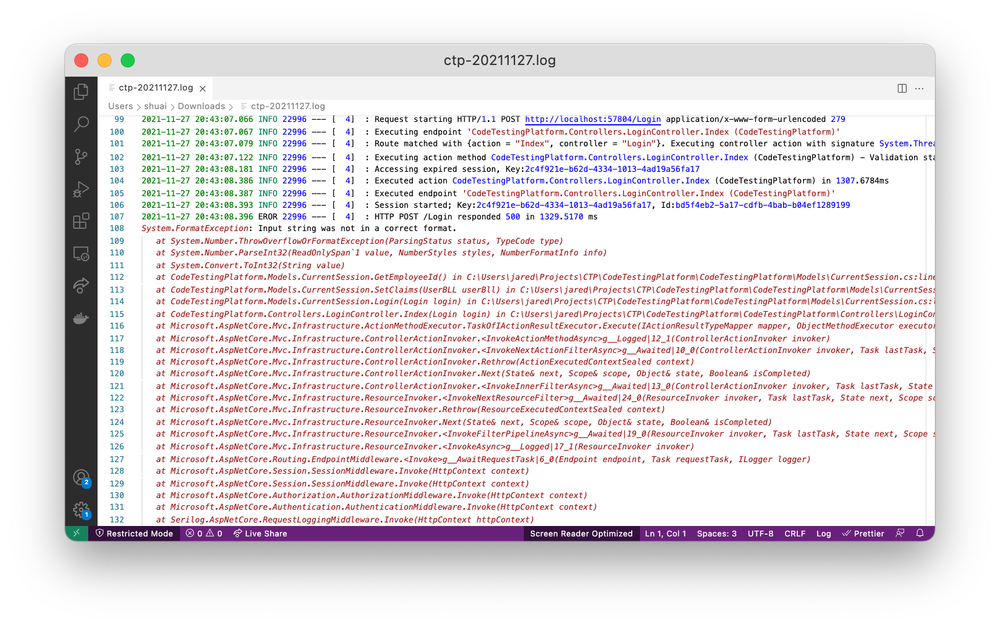 ctp-20211127.log
ctp-20211127.log
Users > shuai > Downloads > ctp-20211127.log
99 2021-11-27 20:43:07.066 INFO 22996 --- [  4]  : Request starting HTTP/1.1 POST http://localhost:57804/Login application/x-www-form-urlencoded 279
100 2021-11-27 20:43:07.067 INFO 22996 --- [  4]  : Executing endpoint 'CodeTestingPlatform.Controllers.LoginController.Index (CodeTestingPlatform)'
101 2021-11-27 20:43:07.079 INFO 22996 --- [  4]  : Route matched with {action = "Index", controller = "Login"}. Executing controller action with signature System.Threa
102 2021-11-27 20:43:07.122 INFO 22996 --- [  4]  : Executing action method CodeTestingPlatform.Controllers.LoginController.Index (CodeTestingPlatform) - Validation sta
103 2021-11-27 20:43:08.181 INFO 22996 --- [  4]  : Accessing expired session, Key:2c4f921e-b62d-4334-1013-4ad19a56fa17
104 2021-11-27 20:43:08.386 INFO 22996 --- [  4]  : Executed action CodeTestingPlatform.Controllers.LoginController.Index (CodeTestingPlatform) in 1307.6784ms
105 2021-11-27 20:43:08.387 INFO 22996 --- [  4]  : Executed endpoint 'CodeTestingPlatform.Controllers.LoginController.Index (CodeTestingPlatform)'
106 2021-11-27 20:43:08.393 INFO 22996 --- [  4]  : Session started; Key:2c4f921e-b62d-4334-1013-4ad19a56fa17, Id:bd5f4eb2-5a17-cdfb-4bab-b04ef1289199
107 2021-11-27 20:43:08.396 EROR 22996 --- [  4]  : HTTP POST /Login responded 500 in 1329.5170 ms
108 System.FormatException: Input string was not in a correct format.
109 at System.Number.ThrowOverflowOrFormatException(ParsingStatus status, TypeCode type)
110 at System.Number.ParseInt32(ReadOnlySpan`1 value, NumberStyles styles, NumberFormatInfo info)
111 at System.Convert.ToInt32(String value)
112 at CodeTestingPlatform.Models.CurrentSession.GetEmployeeId() in C:\Users\jared\Projects\CTP\CodeTestingPlatform\CodeTestingPlatform\Models\CurrentSession.cs:line
113 at CodeTestingPlatform.Models.CurrentSession.SetClaims(UserBLL userBll) in C:\Users\jared\Projects\CTP\CodeTestingPlatform\CodeTestingPlatform\Models\CurrentSess
114 at CodeTestingPlatform.Models.CurrentSession.Login(Login login) in C:\Users\jared\Projects\CTP\CodeTestingPlatform\CodeTestingPlatform\Models\CurrentSession.cs:l
115 at CodeTestingPlatform.Controllers.LoginController.Index(Login login) in C:\Users\jared\Projects\CTP\CodeTestingPlatform\CodeTestingPlatform\Controllers\LoginCon
116 at Microsoft.AspNetCore.Mvc.Infrastructure.ActionMethodExecutor.TaskOfIActionResultExecutor.Execute(IActionResultTypeMapper mapper, ObjectMethodExecutor executor
117 at Microsoft.AspNetCore.Mvc.Infrastructure.ControllerActionInvoker.<InvokeActionMethodAsync>g__Logged|12_1(ControllerActionInvoker invoker)
118 at Microsoft.AspNetCore.Mvc.Infrastructure.ControllerActionInvoker.<InvokeNextActionFilterAsync>g__Awaited|10_0(ControllerActionInvoker invoker, Task lastTask, S
119 at Microsoft.AspNetCore.Mvc.Infrastructure.ControllerActionInvoker.Rethrow(ActionExecutedContextSealed context)
120 at Microsoft.AspNetCore.Mvc.Infrastructure.ControllerActionInvoker.Next(State& next, Scope& scope, Object& state, Boolean& isCompleted)
121 at Microsoft.AspNetCore.Mvc.Infrastructure.ControllerActionInvoker.<InvokeInnerFilterAsync>g__Awaited|13_0(ControllerActionInvoker invoker, Task lastTask, State
122 at Microsoft.AspNetCore.Mvc.Infrastructure.ResourceInvoker.<InvokeNextResourceFilter>g__Awaited|24_0(ResourceInvoker invoker, Task lastTask, State next, Scope sc
123 at Microsoft.AspNetCore.Mvc.Infrastructure.ResourceInvoker.Rethrow(ResourceExecutedContextSealed context)
124 at Microsoft.AspNetCore.Mvc.Infrastructure.ResourceInvoker.Next(State& next, Scope& scope, Object& state, Boolean& isCompleted)
125 at Microsoft.AspNetCore.Mvc.Infrastructure.ResourceInvoker.<InvokeFilterPipelineAsync>g__Awaited|19_0(ResourceInvoker invoker, Task lastTask, State next, Scope s
126 at Microsoft.AspNetCore.Mvc.Infrastructure.ResourceInvoker.<InvokeAsync>g__Logged|17_1(ResourceInvoker invoker)
127 at Microsoft.AspNetCore.Routing.EndpointMiddleware.<Invoke>g__AwaitRequestTask|6_0(Endpoint endpoint, Task requestTask, ILogger logger)
128 at Microsoft.AspNetCore.Session.SessionMiddleware.Invoke(HttpContext context)
129 at Microsoft.AspNetCore.Session.SessionMiddleware.Invoke(HttpContext context)
130 at Microsoft.AspNetCore.Authorization.AuthorizationMiddleware.Invoke(HttpContext context)
131 at Microsoft.AspNetCore.Authentication.AuthenticationMiddleware.Invoke(HttpContext context)
132 at Serilog.AspNetCore.RequestLoggingMiddleware.Invoke(HttpContext httpContext)
2
1
Restricted Mode 0 0 Live Share Screen Reader Optimized Ln 1, Col 1 Spaces: 3 UTF-8 CRLF Log Prettier